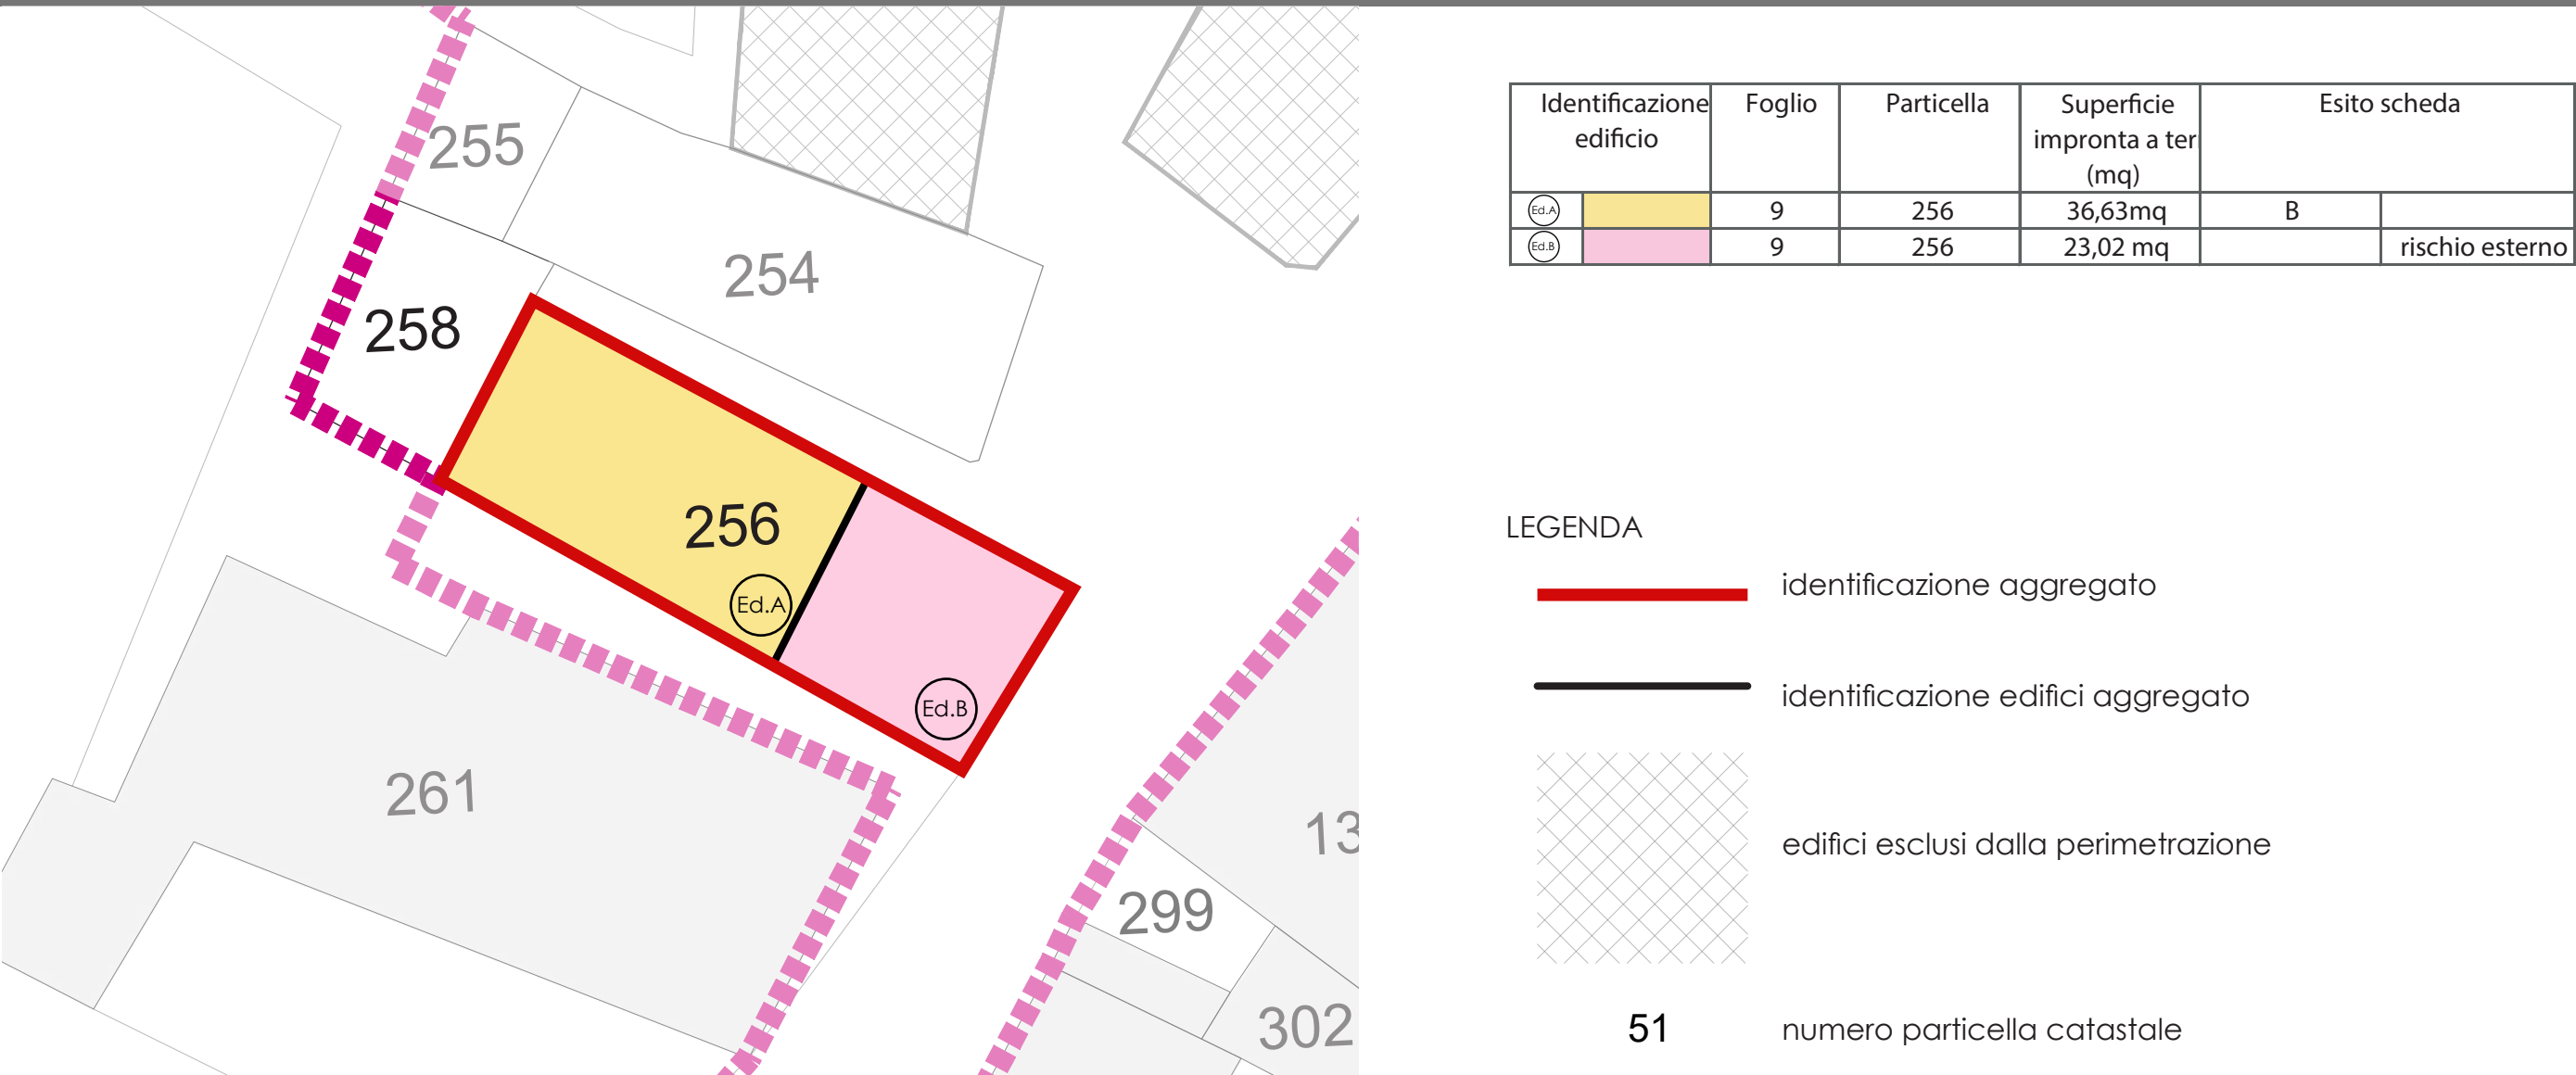 255
254
258
256
Ed.A
Ed.B
261
13
299
302
Identificazione edificio Foglio Particella Superficie impronta a ter (mq) Esito scheda
Ed.A 9 256 36,63mq B
Ed.B 9 256 23,02 mq rischio esterno
LEGENDA
identificazione aggregato
identificazione edifici aggregato
edifici esclusi dalla perimetrazione
51 numero particella catastale